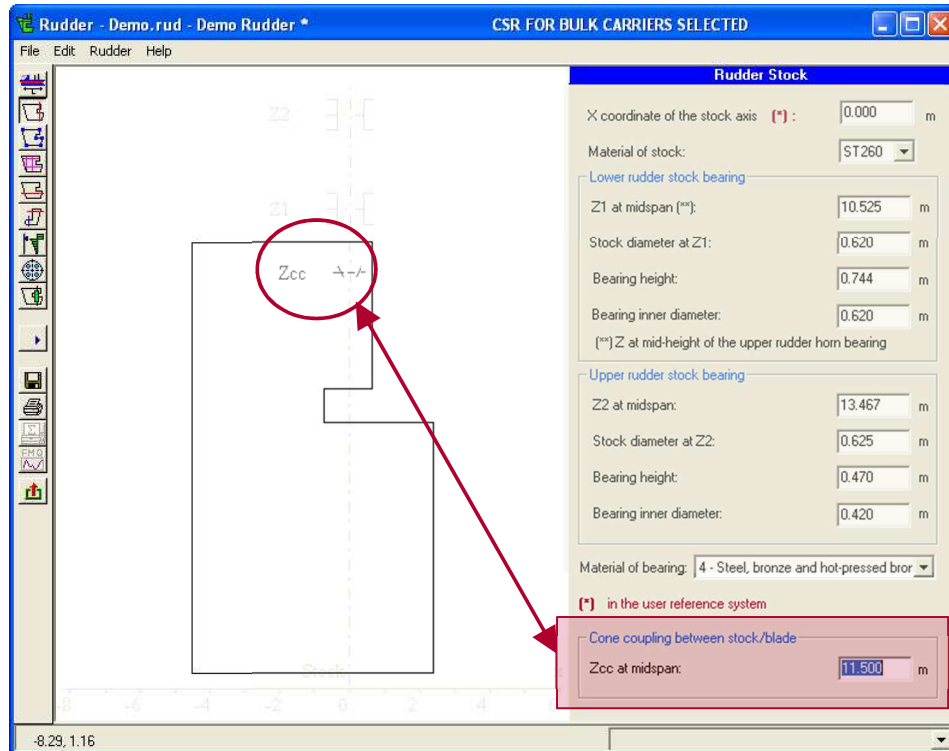 Rudder - Demo.rud - Demo Rudder * CSR FOR BULK CARRIERS SELECTED
File Edit Rudder Help
Rudder Stock
X coordinate of the stock axis (*) : 0.000 m
Material of stock: ST260
Lower rudder stock bearing
Z1 at midspan (**): 10.525 m
Stock diameter at Z1: 0.620 m
Bearing height: 0.744 m
Bearing inner diameter: 0.620 m
(**) Z at mid-height of the upper rudder horn bearing
Upper rudder stock bearing
Z2 at midspan: 13.467 m
Stock diameter at Z2: 0.625 m
Bearing height: 0.470 m
Bearing inner diameter: 0.420 m
Material of bearing: 4 - Steel, bronze and hot-pressed bror
(*) in the user reference system
Cone coupling between stock/blade
Zcc at midspan: 11.500 m
Z2
Z1
Zcc
Stock
-8 -6 -4 -2 0 2 4 6
FMQ
-8.29, 1.16